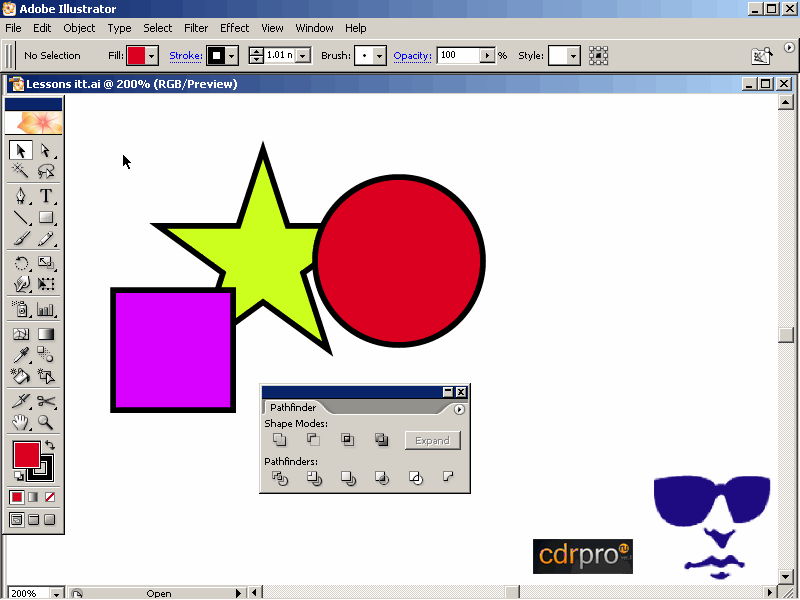 Adobe Illustrator
File Edit Object Type Select Filter Effect View Window Help
No Selection Fill: Stroke: 1.01 n Brush: Opacity: 100 % Style:
Lessons itt.ai @ 200% (RGB/Preview)
T
Pathfinder
Shape Modes:
Expand
Pathfinders:
cdrpro ru
200% Open